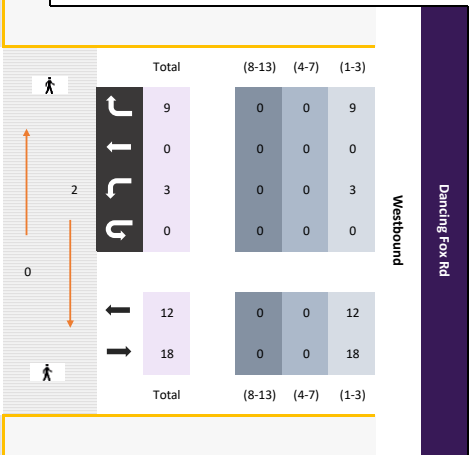 Total (8-13) (4-7) (1-3)
9 0 0 9
0 0 0 0
2 3 0 0 3
0 0 0 0
0
12 0 0 12
18 0 0 18
Total (8-13) (4-7) (1-3)
Westbound
Dancing Fox Rd